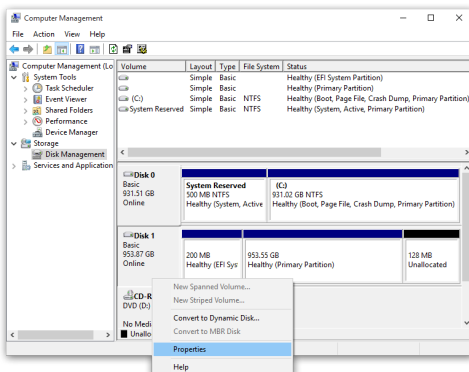 Computer Management
File Action View Help
Computer Management (Lo
System Tools
Task Scheduler
Event Viewer
Shared Folders
Performance
Device Manager
Storage
Disk Management
Services and Application
Volume Layout Type File System Status
Simple Basic Healthy (EFI System Partition)
Simple Basic Healthy (Primary Partition)
(C:) Simple Basic NTFS Healthy (Boot, Page File, Crash Dump, Primary Partition)
System Reserved Simple Basic NTFS Healthy (System, Active, Primary Partition)
Disk 0
Basic
931.51 GB
Online
System Reserved
500 MB NTFS
Healthy (System, Active
(C:)
931.02 GB NTFS
Healthy (Boot, Page File, Crash Dump, Primary Partition)
Disk 1
Basic
953.87 GB
Online
200 MB
Healthy (EFI Sys
953.55 GB
Healthy (Primary Partition)
128 MB
Unallocated
CD-R
DVD (D:)
No Medi
Unallo
New Spanned Volume...
New Striped Volume...
Convert to Dynamic Disk...
Convert to MBR Disk
Properties
Help